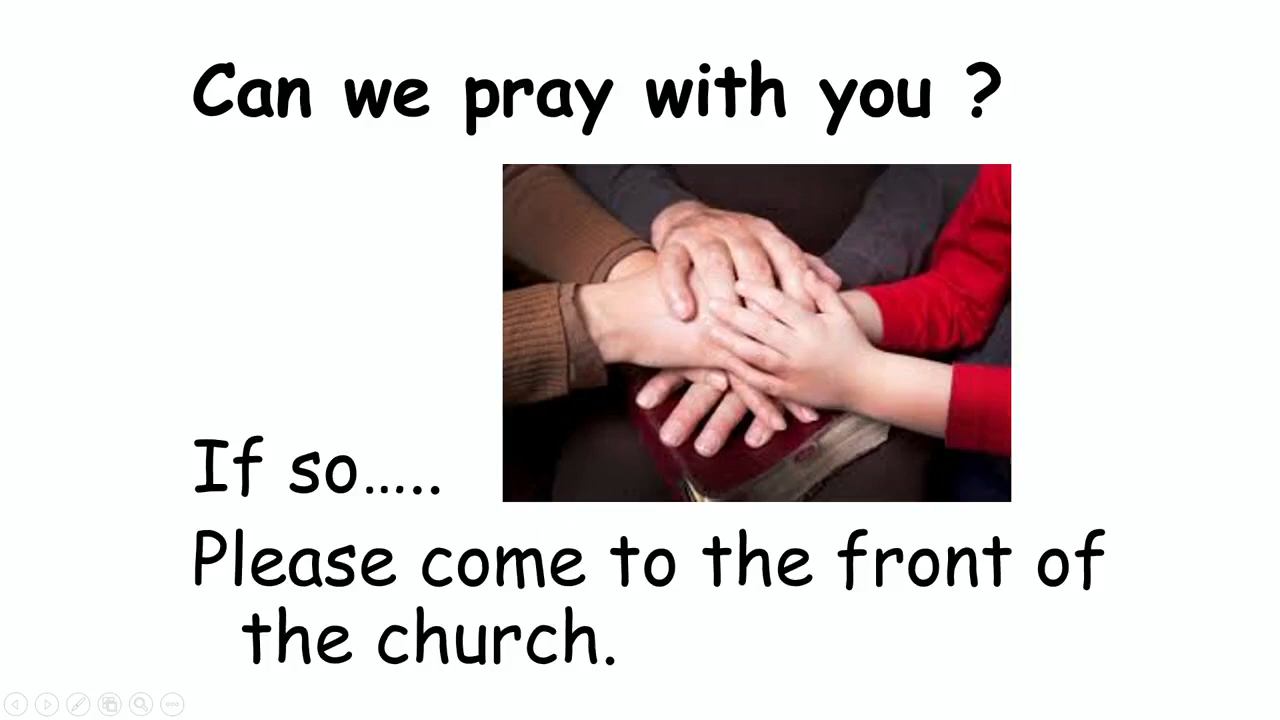 Can we pray with you ?
If so.....
Please come to the front of
the church.